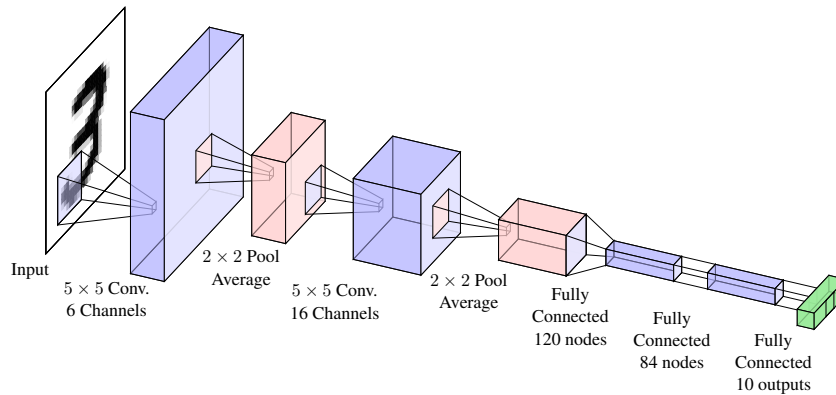 Input
5 × 5 Conv.
6 Channels
2 × 2 Pool
Average
5 × 5 Conv.
16 Channels
2 × 2 Pool
Average
Fully
Connected
120 nodes
Fully
Connected
84 nodes
Fully
Connected
10 outputs